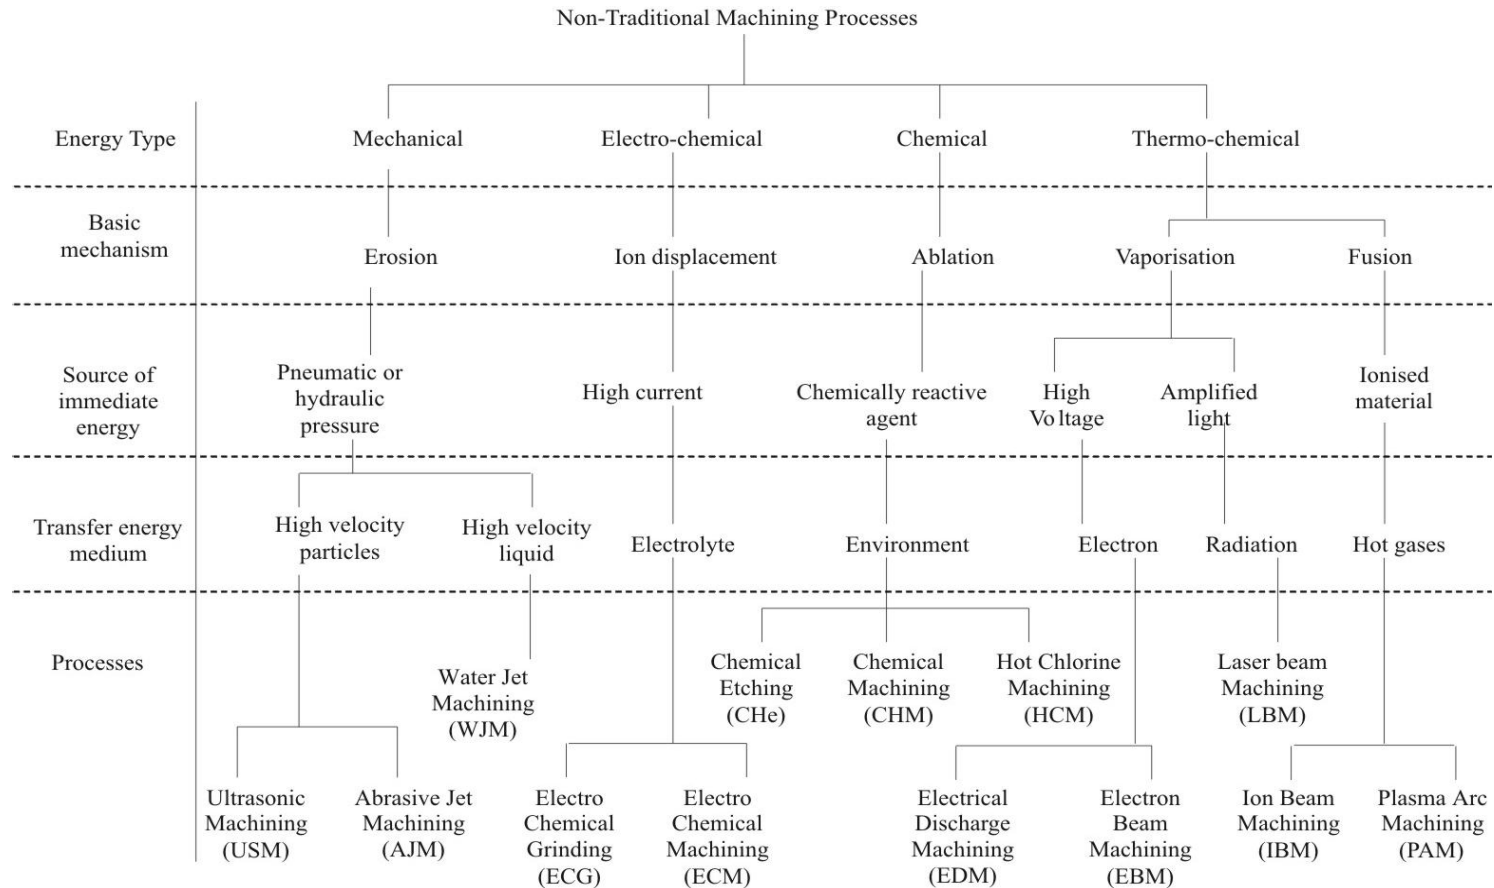 Non-Traditional Machining Processes
Energy Type
Mechanical
Electro-chemical
Chemical
Thermo-chemical
Basic
mechanism
Erosion
Ion displacement
Ablation
Vaporisation
Fusion
Source of
immediate
energy
Pneumatic or
hydraulic
pressure
High current
Chemically reactive
agent
High
Voltage
Amplified
light
Ionised
material
Transfer energy
medium
High velocity
particles
High velocity
liquid
Electrolyte
Environment
Electron
Radiation
Hot gases
Processes
Water Jet
Machining
(WJM)
Chemical
Etching
(CHe)
Chemical
Machining
(CHM)
Hot Chlorine
Machining
(HCM)
Laser beam
Machining
(LBM)
Ultrasonic
Machining
(USM)
Abrasive Jet
Machining
(AJM)
Electro
Chemical
Grinding
(ECG)
Electro
Chemical
Machining
(ECM)
Electrical
Discharge
Machining
(EDM)
Electron
Beam
Machining
(EBM)
Ion Beam
Machining
(IBM)
Plasma Arc
Machining
(PAM)